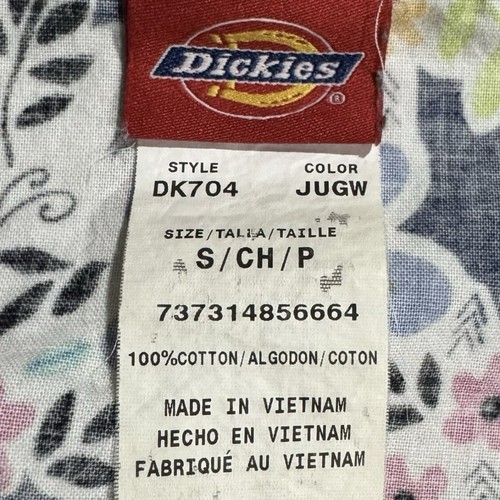 Dickies
®
STYLE COLOR
DK704 JUGW
SIZE/TALLA/TAILLE
S/CH/P
737314856664
100%COTTON/ALGODON/COTON
MADE IN VIETNAM
HECHO EN VIETNAM
FABRIQUÉ AU VIETNAM